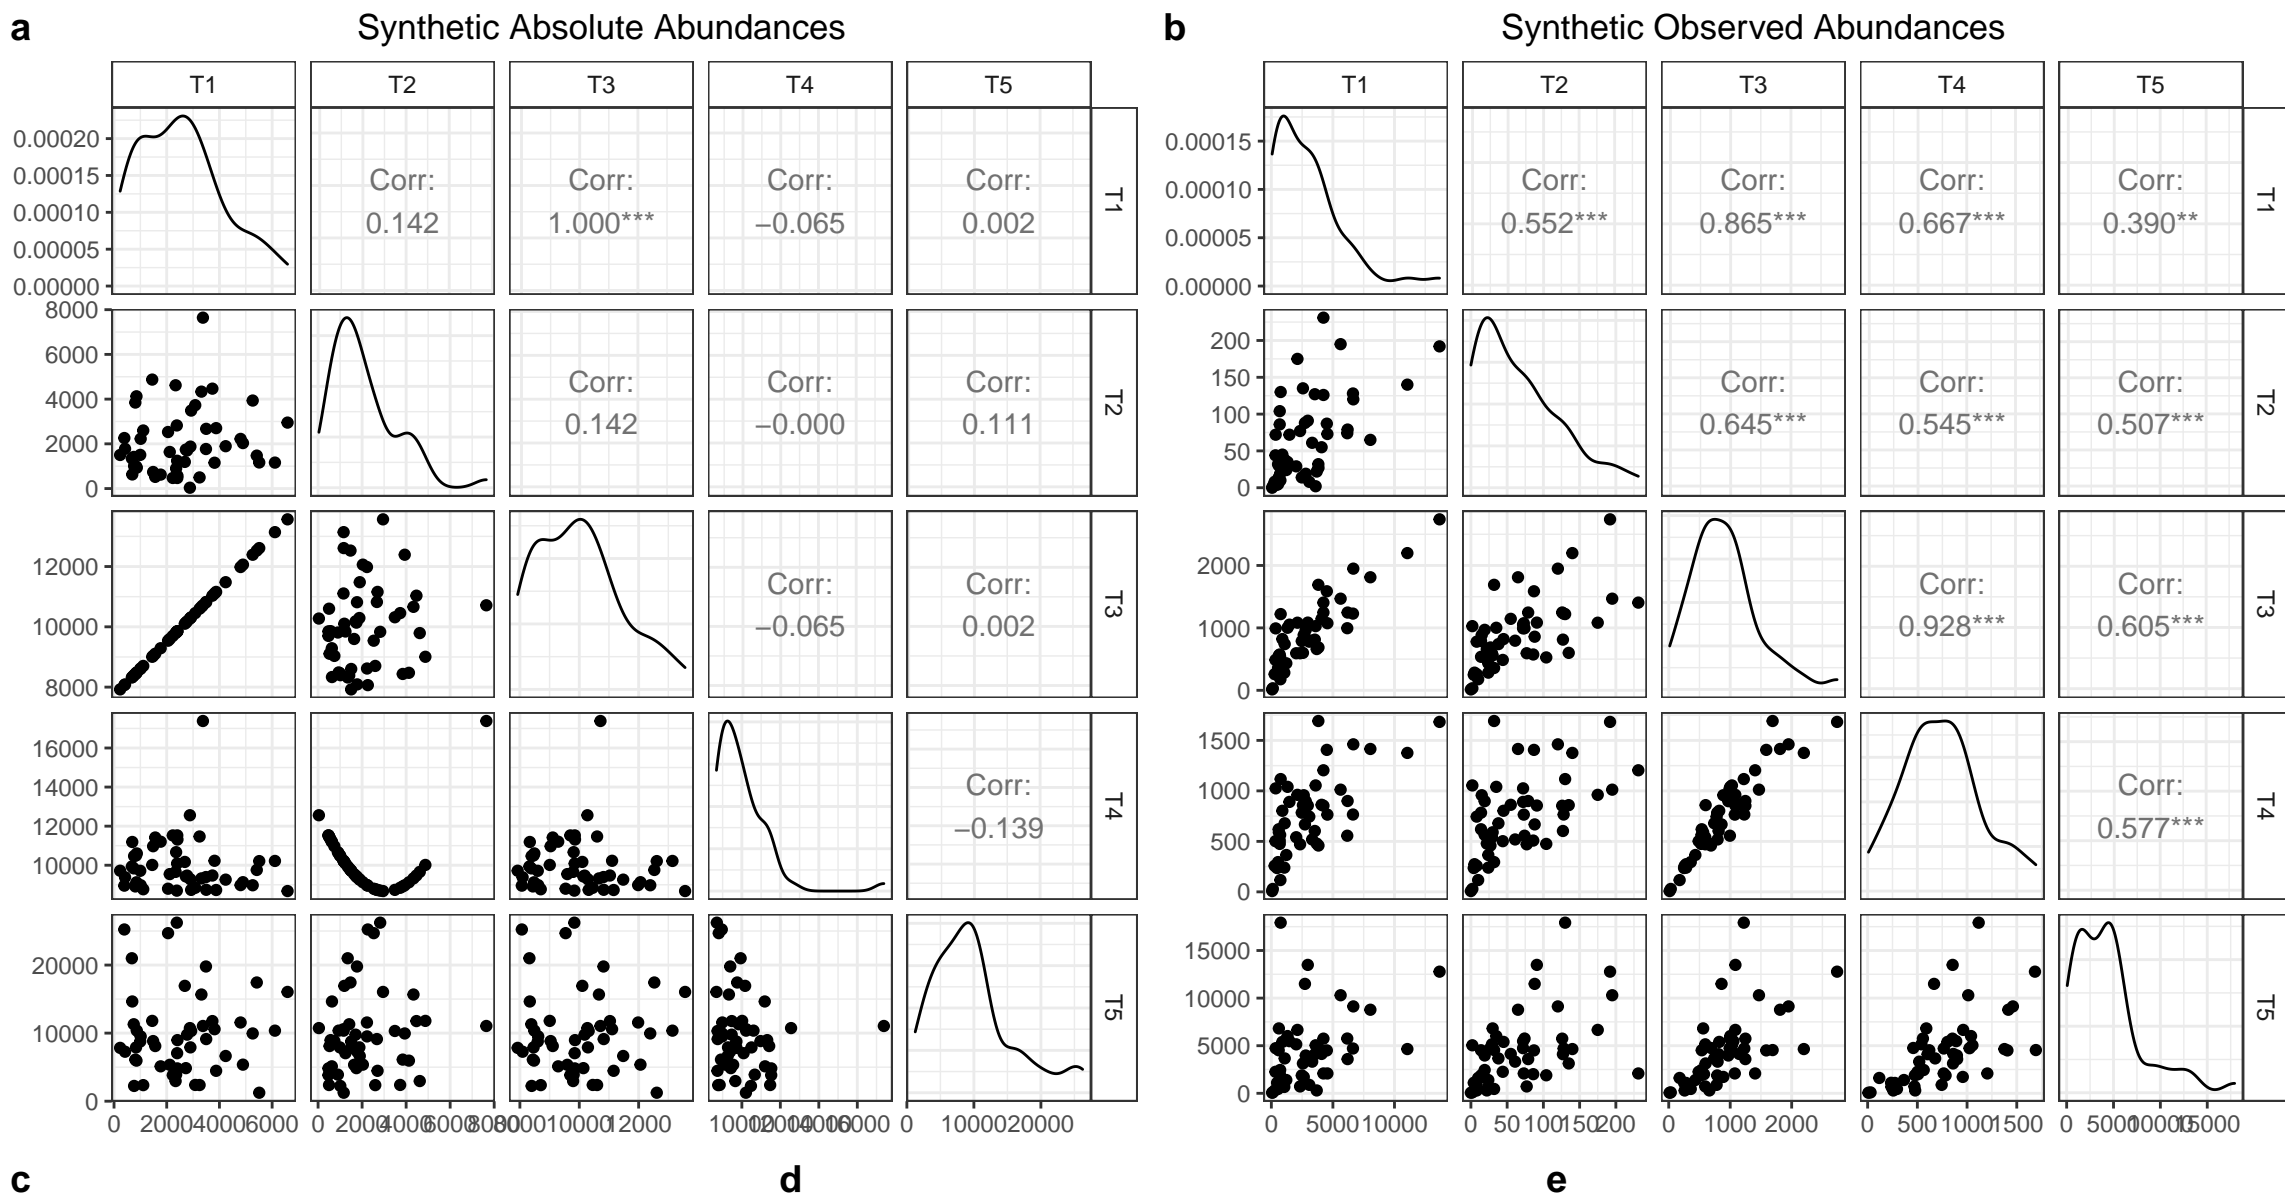 a Synthetic Absolute Abundances
T1 T2 T3 T4 T5
0.00020
0.00015
0.00010
0.00005
0.00000
Corr:
0.142
Corr:
1.000***
Corr:
−0.065
Corr:
0.002
T1
8000
6000
4000
2000
0
Corr:
0.142
Corr:
−0.000
Corr:
0.111
T2
12000
10000
8000
Corr:
−0.065
Corr:
0.002
T3
16000
14000
12000
10000
Corr:
−0.139
T4
20000
10000
0
T5
0 2000 4000 6000
0 2000 4000 6000 8000
8000 10000 12000
10000 12000 14000 16000
0 10000 20000
b Synthetic Observed Abundances
T1 T2 T3 T4 T5
0.00015
0.00010
0.00005
0.00000
Corr:
0.552***
Corr:
0.865***
Corr:
0.667***
Corr:
0.390**
T1
200
150
100
50
0
Corr:
0.645***
Corr:
0.545***
Corr:
0.507***
T2
2000
1000
0
Corr:
0.928***
Corr:
0.605***
T3
1500
1000
500
0
Corr:
0.577***
T4
15000
10000
5000
0
T5
0 5000 10000
0 50 100 150 200
0 1000 2000
0 500 1000 1500
0 5000 10000 15000
c d e